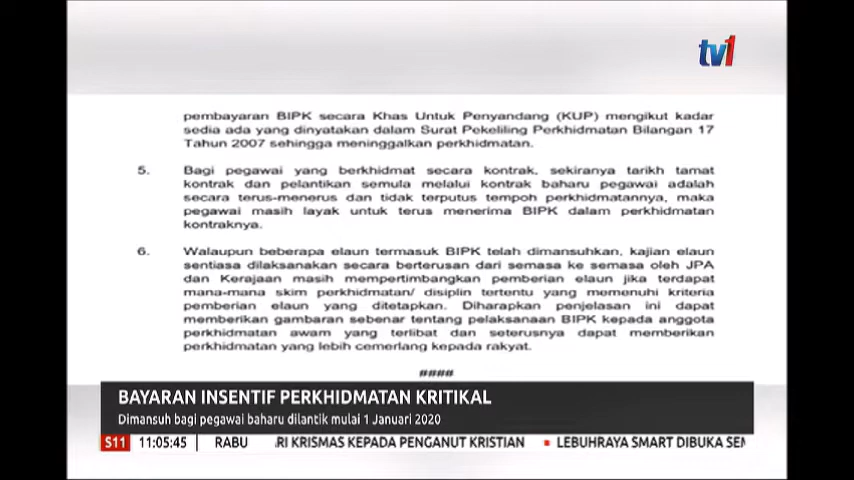 tv1
pembayaran BIPK secara Khas Untuk Penyandang (KUP) mengikut kadar
sedia ada yang dinyatakan dalam Surat Pekeliling Perkhidmatan Bilangan 17
Tahun 2007 sehingga meninggalkan perkhidmatan.
5. Bagi pegawai yang berkhidmat secara kontrak, sekiranya tarikh tamat
kontrak dan pelantikan semula melalui kontrak baharu pegawai adalah
secara terus-menerus dan tidak terputus tempoh perkhidmatannya, maka
pegawai masih layak untuk terus menerima BIPK dalam perkhidmatan
kontraknya.
6. Walaupun beberapa elaun termasuk BIPK telah dimansuhkan, kajian elaun
sentiasa dilaksanakan secara berterusan dari semasa ke semasa oleh JPA
dan Kerajaan masih mempertimbangkan pemberian elaun jika terdapat
mana-mana skim perkhidmatan/ disiplin tertentu yang memenuhi kriteria
pemberian elaun yang ditetapkan. Diharapkan penjelasan ini dapat
memberikan gambaran sebenar tentang pelaksanaan BIPK kepada anggota
perkhidmatan awam yang terlibat dan seterusnya dapat memberikan
perkhidmatan yang lebih cemerlang kepada rakyat.
####
BAYARAN INSENTIF PERKHIDMATAN KRITIKAL
Dimansuh bagi pegawai baharu dilantik mulai 1 Januari 2020
S11 11:05:45 RABU RI KRISMAS KEPADA PENGANUT KRISTIAN LEBUHRAYA SMART DIBUKA SEM